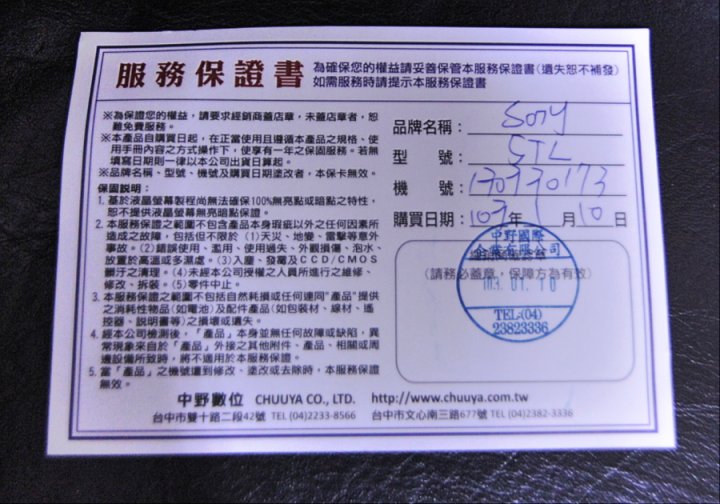 服務保證書
為確保您的權益請妥善保管本服務保證書(遺失恕不補發)
如需服務時請提示本服務保證書
※為保證您的權益，請要求經銷商蓋店章，未蓋店章者，恕
難免費服務。
※本產品自購買日起，在正當使用且遵循本產品之規格、使
用手冊內容之方式操作下，使享有一年之保固服務。若無
填寫日期則一律以本公司出貨日算起。
※品牌名稱、型號、機號及購買日期塗改者，本保卡無效。
保固說明：
1. 基於液晶螢幕製程尚無法確保100%無亮點或暗點之特性，
恕不提供液晶螢幕無亮暗點保證。
2. 本服務保證之範圍不包含產品本身瑕疵以外之任何因素所
造成之故障，包括但不限於 (1)天災、地變、雷擊等意外
事故。(2)錯誤使用、濫用、使用過失、外觀損傷、泡水、
放置於高溫或多濕處。(3)入塵、發霉及CCD/CMOS
髒汙之清理。(4)未經本公司授權之人員所進行之維修、
修改、拆裝。(5)零件中止。
3. 本服務保證之範圍不包括自然耗損或任何連同"產品"提供
之消耗性物品(如電池)及配件產品(如包裝材、線材、遙
控器、說明書等)之損壞或遺失。
4. 經本公司檢測後，「產品」本身並無任何故障或缺陷，異
常現象來自於「產品」外接之其他附件、產品、相關或周
邊設備所致時，將不適用於本服務保證。
5. 當「產品」之機號遭到修改、塗改或去除時，本服務保證
無效。
品牌名稱：Sony
型　號：STL
機　號：170930173
購買日期：103年 1 月 10 日
中野國際
企業有限公司
(請務必蓋章，保障方為有效)
103. 01. 10
TEL:(04)
23823336
中野數位 CHUUYA CO., LTD. http://www.chuuya.com.tw
台中市雙十路二段42號 TEL (04)2233-8566 台中市文心南三路677號 TEL (04)2382-3336